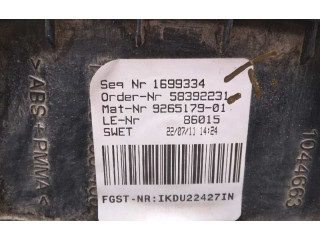 >ABS+PMMA<
Seq Nr 1699334
Order-Nr 58392231
Mat-Nr 9265179-01
LE-Nr 86015
SWET 22/07/11 14:24
FGST-NR:IKDU22427IN
10446663